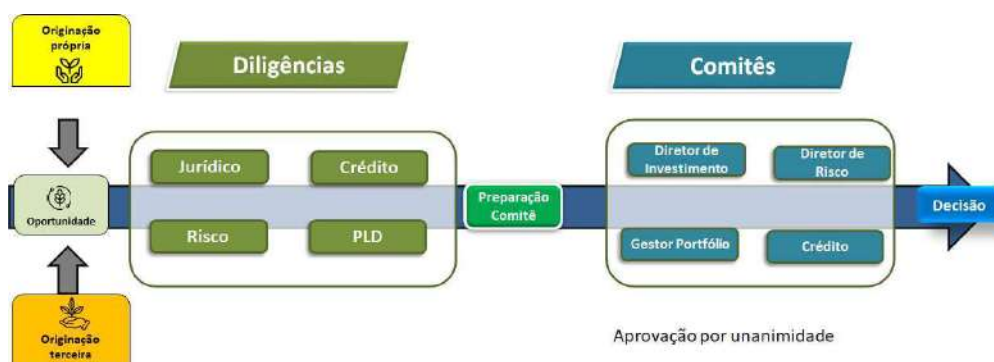 Originação
própria
Diligências
Comitês
Jurídico
Crédito
Diretor de
Investimento
Diretor de
Risco
Oportunidade
Preparação
Comitê
Decisão
Risco
PLD
Gestor Portfólio
Crédito
Originação
terceira
Aprovação por unanimidade